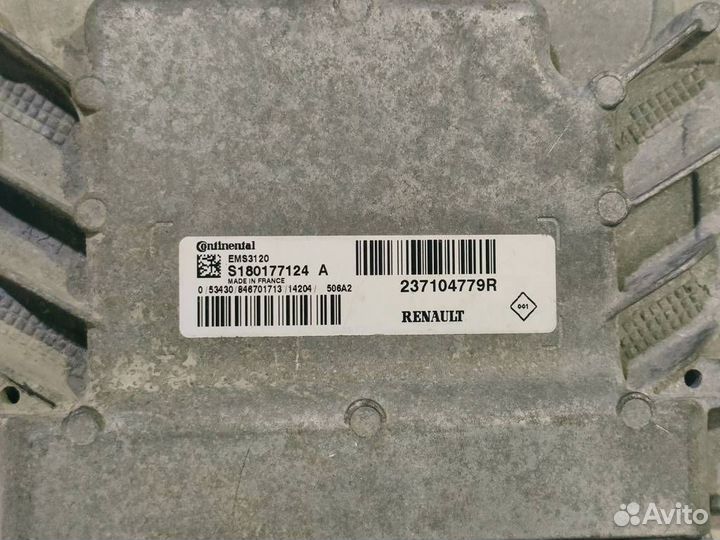 Continental
EMS3120
S180177124 A
MADE IN FRANCE
0/53430/846701713/14204/ 506A2
237104779R
RENAULT
001
Avito